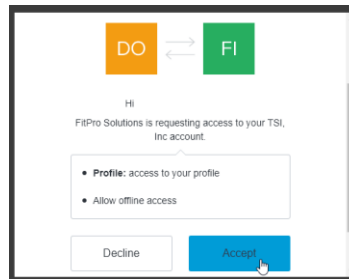 DO FI
Hi
FitPro Solutions is requesting access to your TSI,
Inc account.
Profile: access to your profile
Allow offline access
Decline Accept